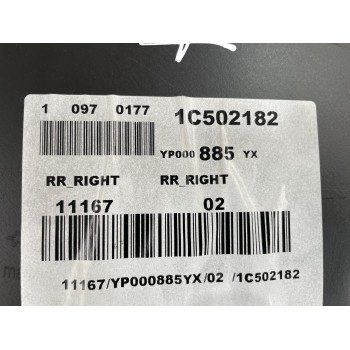 1 097 0177 1C502182
YP000 885 YX
RR_RIGHT RR_RIGHT
11167 02
11167/YP000885YX/02 /1C502182